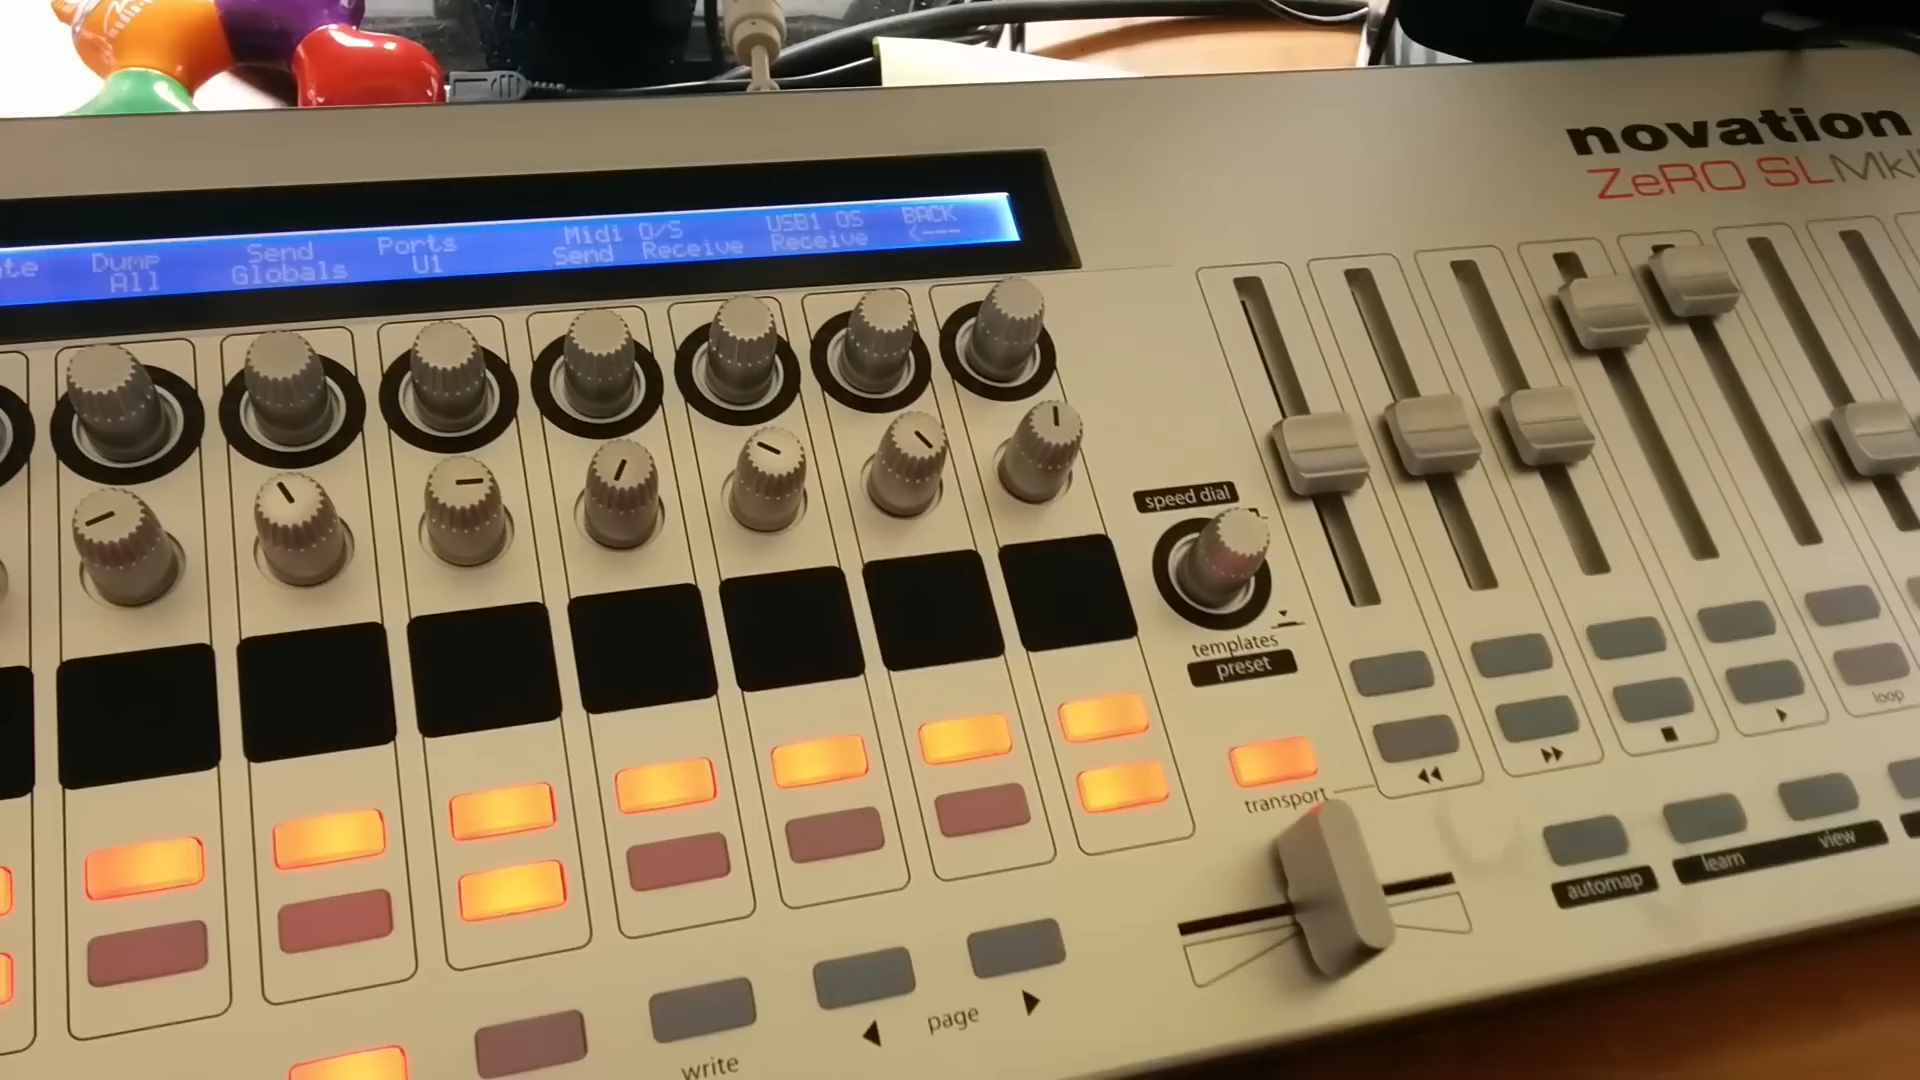 novation
ZeRO SL MkII
Dump
All
Send
Globals
Ports
U1
Midi O/S
Send Receive
USB1 OS
Receive
BACK
<---
speed dial
templates
preset
transport
loop
automap
learn
view
page
write